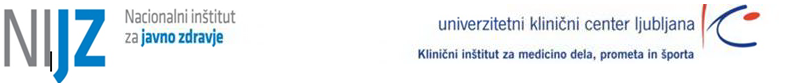 NIJZ
Nacionalni inštitut
za javno zdravje
univerzitetni klinični center ljubljana
Klinični inštitut za medicino dela, prometa in športa